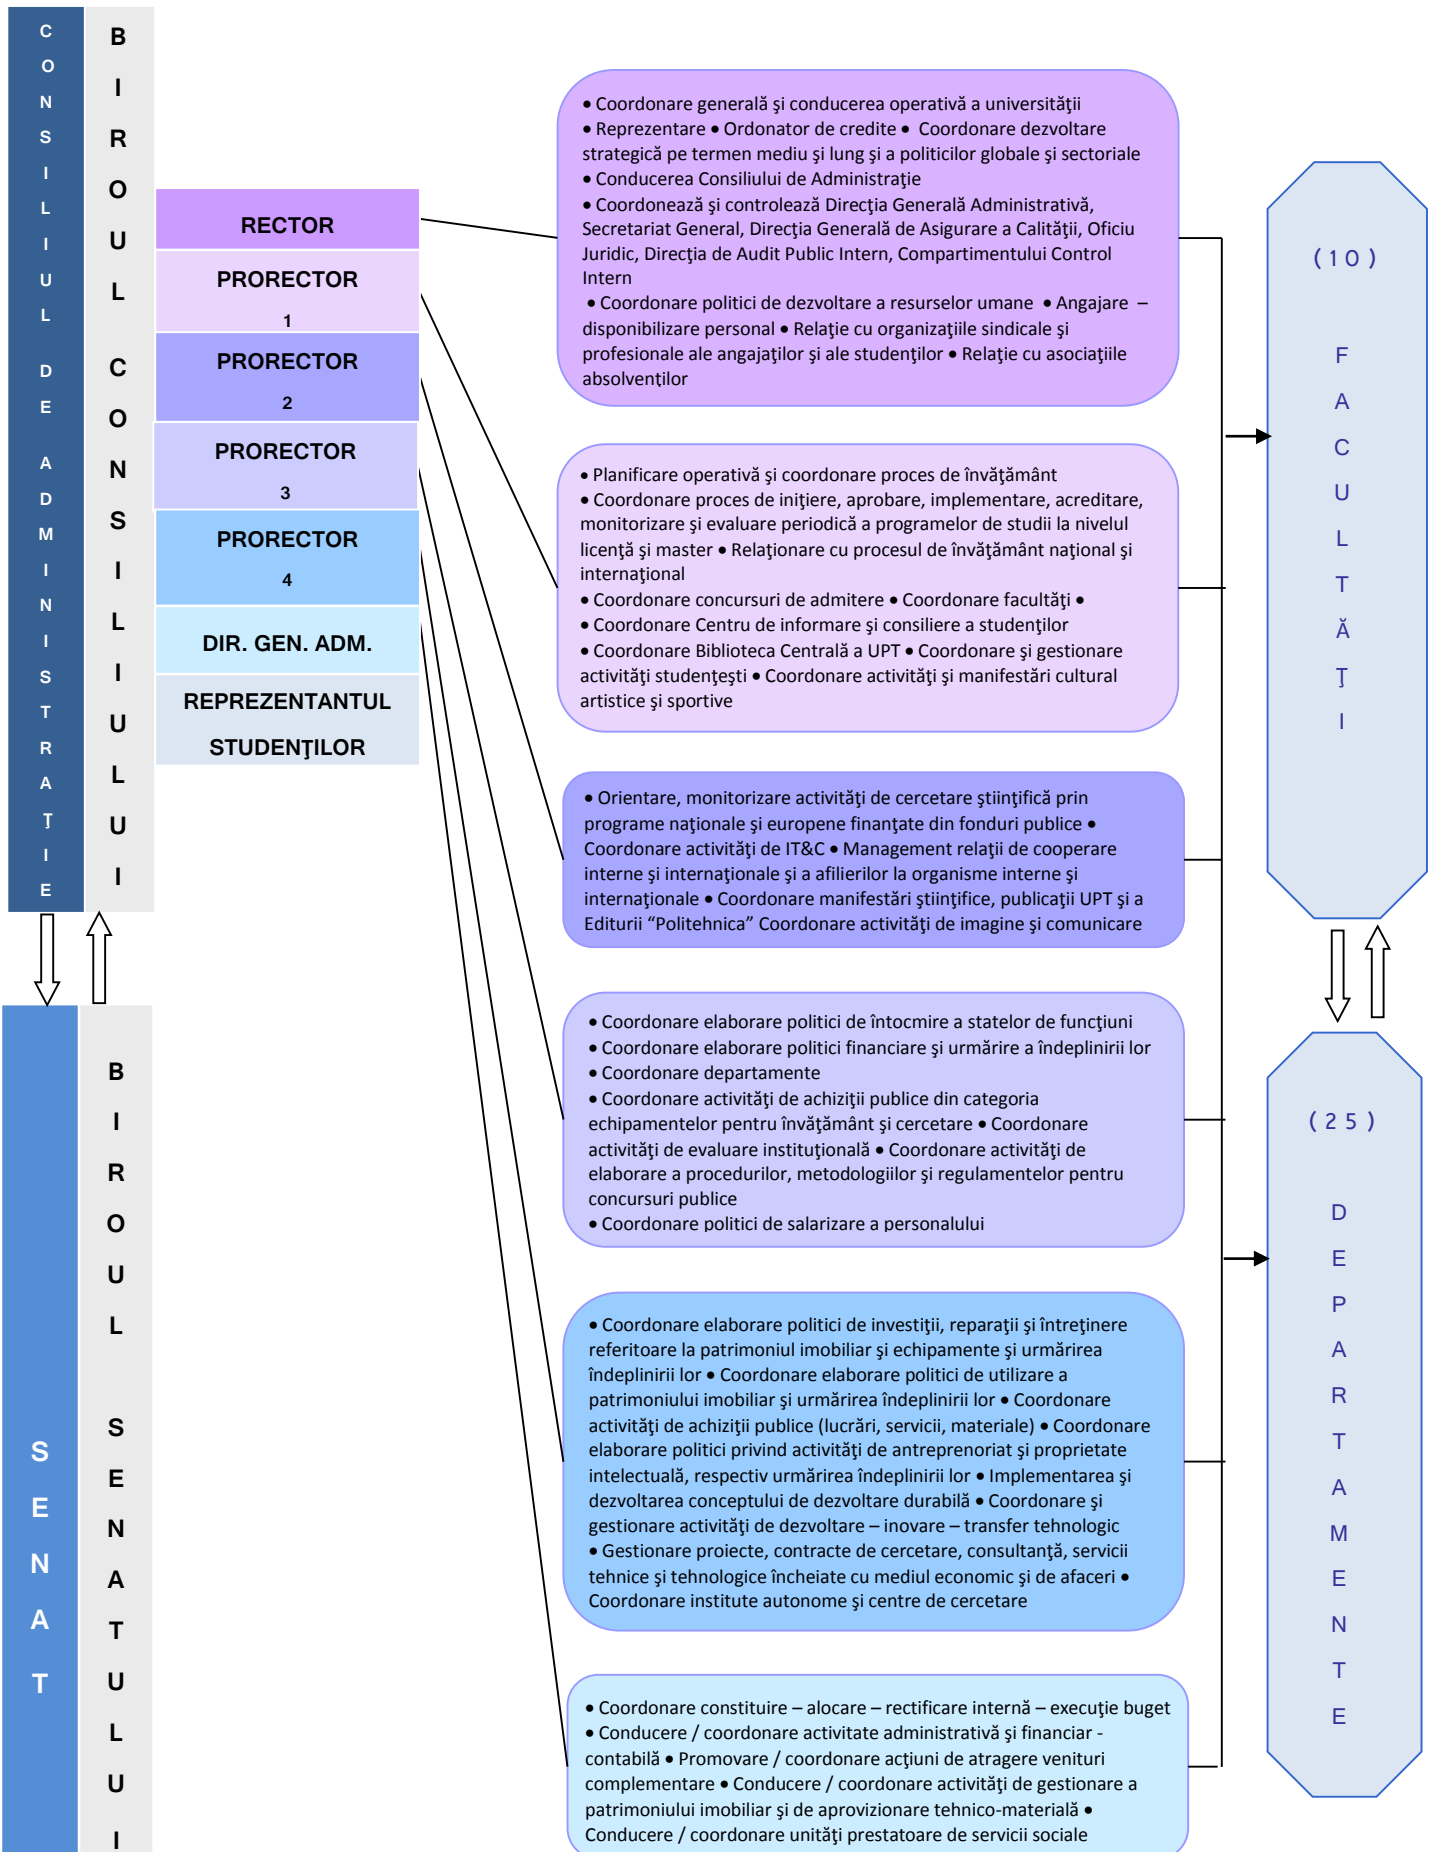 CONSILIUL DE ADMINISTRAŢIE
BIROUL CONSILIULUI
RECTOR
PRORECTOR
1
PRORECTOR
2
PRORECTOR
3
PRORECTOR
4
DIR. GEN. ADM.
REPREZENTANTUL
STUDENŢILOR
SENAT
BIROUL SENATULUI
• Coordonare generală şi conducerea operativă a universităţii
• Reprezentare • Ordonator de credite • Coordonare dezvoltare
strategică pe termen mediu şi lung şi a politicilor globale şi sectoriale
• Conducerea Consiliului de Administraţie
• Coordonează şi controlează Direcţia Generală Administrativă,
Secretariat General, Direcţia Generală de Asigurare a Calităţii, Oficiu
Juridic, Direcţia de Audit Public Intern, Compartimentului Control
Intern
• Coordonare politici de dezvoltare a resurselor umane • Angajare –
disponibilizare personal • Relaţie cu organizaţiile sindicale şi
profesionale ale angajaţilor şi ale studenţilor • Relaţie cu asociaţiile
absolvenţilor
• Planificare operativă şi coordonare proces de învăţământ
• Coordonare proces de iniţiere, aprobare, implementare, acreditare,
monitorizare şi evaluare periodică a programelor de studii la nivelul
licenţă şi master • Relaţionare cu procesul de învăţământ naţional şi
internaţional
• Coordonare concursuri de admitere • Coordonare facultăţi •
• Coordonare Centru de informare şi consiliere a studenţilor
• Coordonare Biblioteca Centrală a UPT • Coordonare şi gestionare
activităţi studenţeşti • Coordonare activităţi şi manifestări cultural
artistice şi sportive
• Orientare, monitorizare activităţi de cercetare ştiinţifică prin
programe naţionale şi europene finanţate din fonduri publice •
Coordonare activităţi de IT&C • Management relaţii de cooperare
interne şi internaţionale şi a afilierilor la organisme interne şi
internaţionale • Coordonare manifestări ştiinţifice, publicaţii UPT şi a
Editurii “Politehnica” Coordonare activităţi de imagine şi comunicare
• Coordonare elaborare politici de întocmire a statelor de funcţiuni
• Coordonare elaborare politici financiare şi urmărire a îndeplinirii lor
• Coordonare departamente
• Coordonare activităţi de achiziţii publice din categoria
echipamentelor pentru învăţământ şi cercetare • Coordonare
activităţi de evaluare instituţională • Coordonare activităţi de
elaborare a procedurilor, metodologiilor şi regulamentelor pentru
concursuri publice
• Coordonare politici de salarizare a personalului
• Coordonare elaborare politici de investiţii, reparaţii şi întreţinere
referitoare la patrimoniul imobiliar şi echipamente şi urmărirea
îndeplinirii lor • Coordonare elaborare politici de utilizare a
patrimoniului imobiliar şi urmărirea îndeplinirii lor • Coordonare
activităţi de achiziţii publice (lucrări, servicii, materiale) • Coordonare
elaborare politici privind activităţi de antreprenoriat şi proprietate
intelectuală, respectiv urmărirea îndeplinirii lor • Implementarea şi
dezvoltarea conceptului de dezvoltare durabilă • Coordonare şi
gestionare activităţi de dezvoltare – inovare – transfer tehnologic
• Gestionare proiecte, contracte de cercetare, consultanţă, servicii
tehnice şi tehnologice încheiate cu mediul economic şi de afaceri •
Coordonare institute autonome şi centre de cercetare
• Coordonare constituire – alocare – rectificare internă – execuţie buget
• Conducere / coordonare activitate administrativă şi financiar -
contabilă • Promovare / coordonare acţiuni de atragere venituri
complementare • Conducere / coordonare activităţi de gestionare a
patrimoniului imobiliar şi de aprovizionare tehnico-materială •
Conducere / coordonare unităţi prestatoare de servicii sociale
(10)
FACULTĂŢI
(25)
DEPARTAMENTE